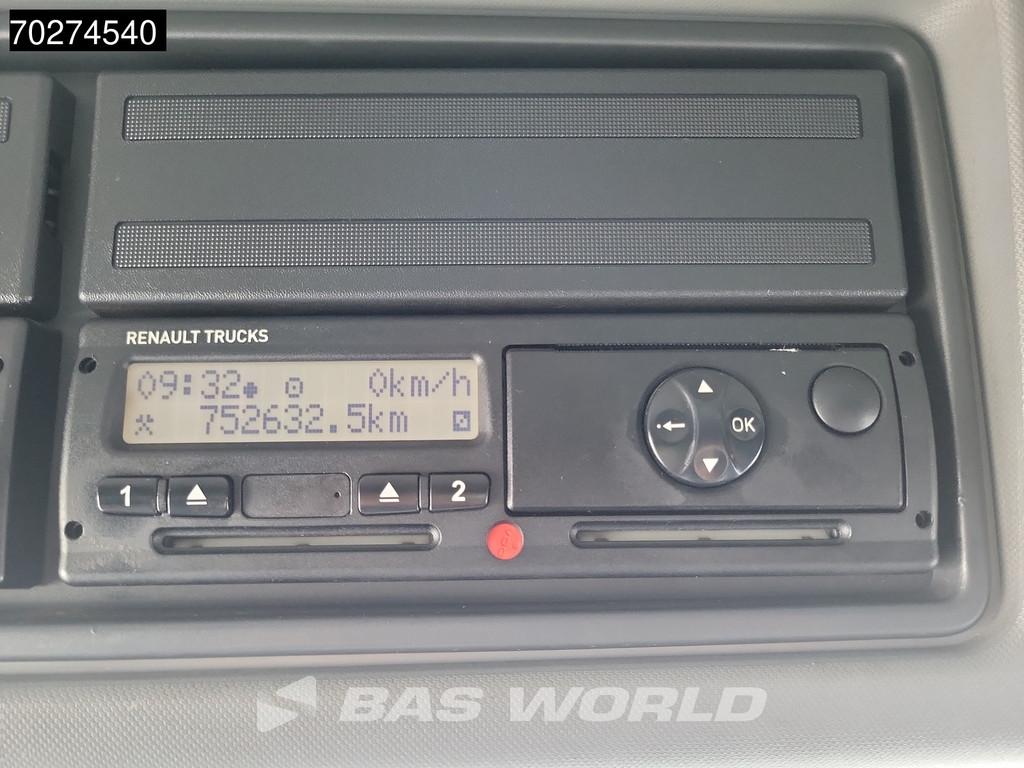 70274540
RENAULT TRUCKS
09:32 0km/h
752632.5km
1 2
OK
BAS WORLD